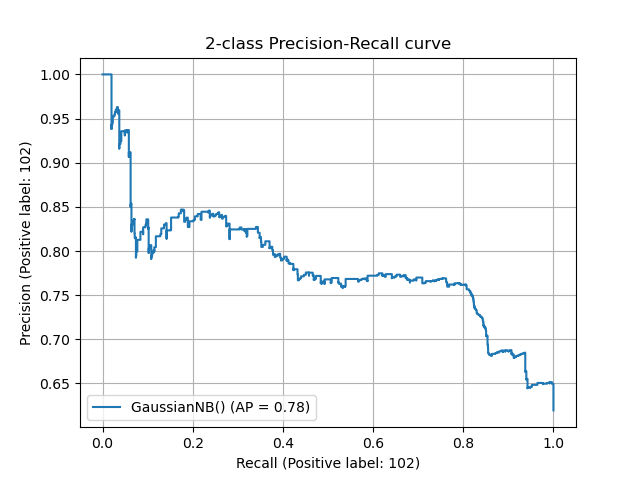 2-class Precision-Recall curve
Precision (Positive label: 102)
1.00
0.95
0.90
0.85
0.80
0.75
0.70
0.65
GaussianNB() (AP = 0.78)
0.0 0.2 0.4 0.6 0.8 1.0
Recall (Positive label: 102)